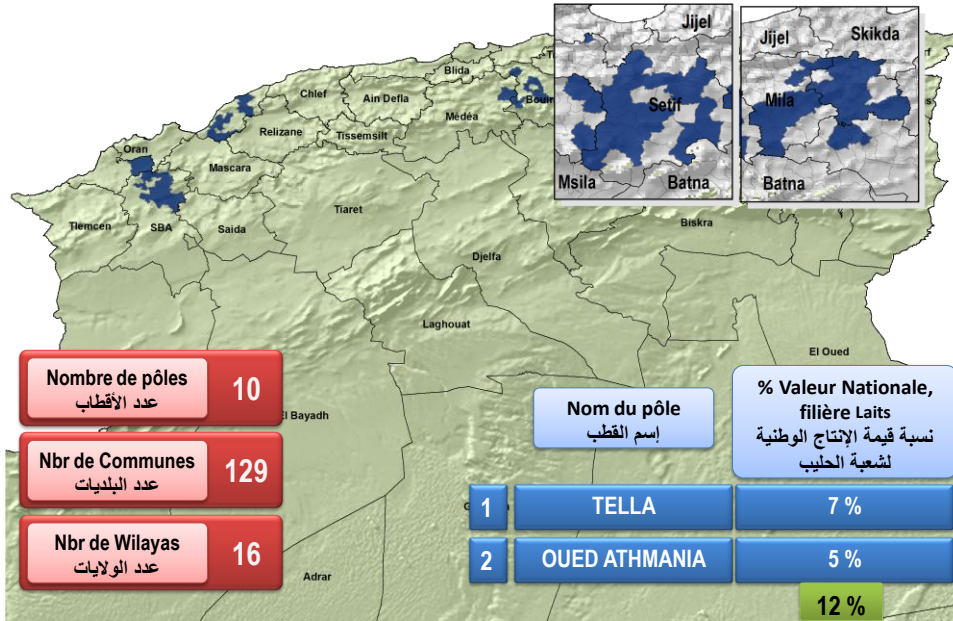 Jijel
Setif
Msila
Batna
Jijel
Skikda
Mila
Batna
Blida
Chlef
Ain Defla
Médéa
Relizane
Tissemsilt
Oran
Mascara
Tlemcen
SBA
Saida
Tiaret
Biskra
Djelfa
Laghouat
El Oued
El Bayadh
Adrar
Nombre de pôles
عدد الأقطاب
10
Nbr de Communes
عدد البلديات
129
Nbr de Wilayas
عدد الولايات
16
Nom du pôle
إسم القطب
% Valeur Nationale,
filière Laits
نسبة قيمة الإنتاج الوطنية
لشعبة الحليب
1 TELLA 7 %
2 OUED ATHMANIA 5 %
12 %